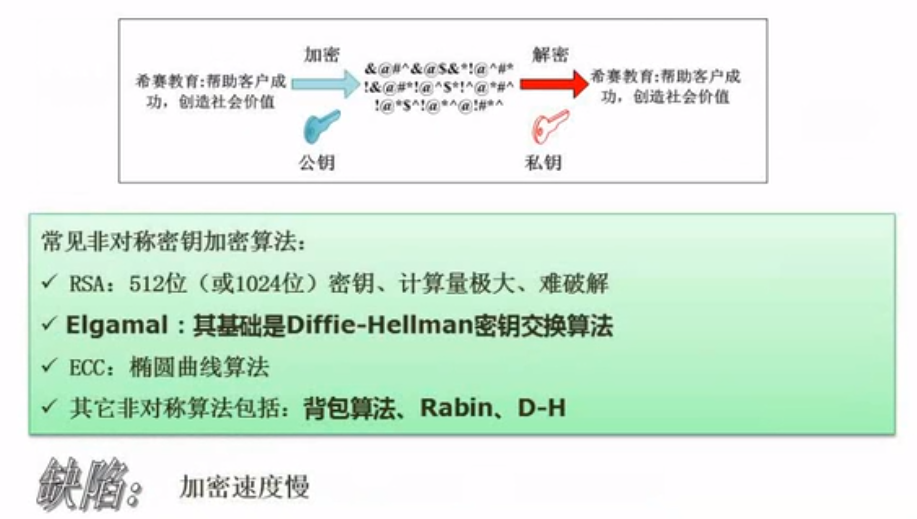 加密
解密
希赛教育:帮助客户成
功，创造社会价值
&@#^&@$&*!@^#*
!&@#*!@^$*!^@*#^
!@*$^!@*^@!#*^
希赛教育:帮助客户成
功，创造社会价值
公钥
私钥
常见非对称密钥加密算法：
✓ RSA：512位（或1024位）密钥、计算量极大、难破解
✓ Elgamal：其基础是Diffie-Hellman密钥交换算法
✓ ECC：椭圆曲线算法
✓ 其它非对称算法包括：背包算法、Rabin、D-H
缺陷： 加密速度慢